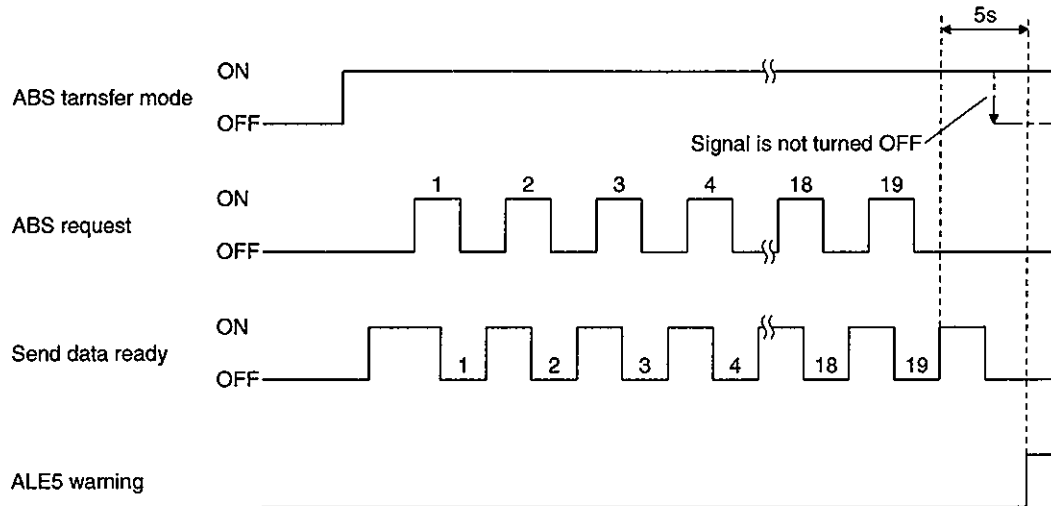 5s
ON
ABS tarnsfer mode
OFF
Signal is not turned OFF
1 2 3 4 18 19
ON
ABS request
OFF
ON
Send data ready
1 2 3 4 18 19
OFF
ALE5 warning